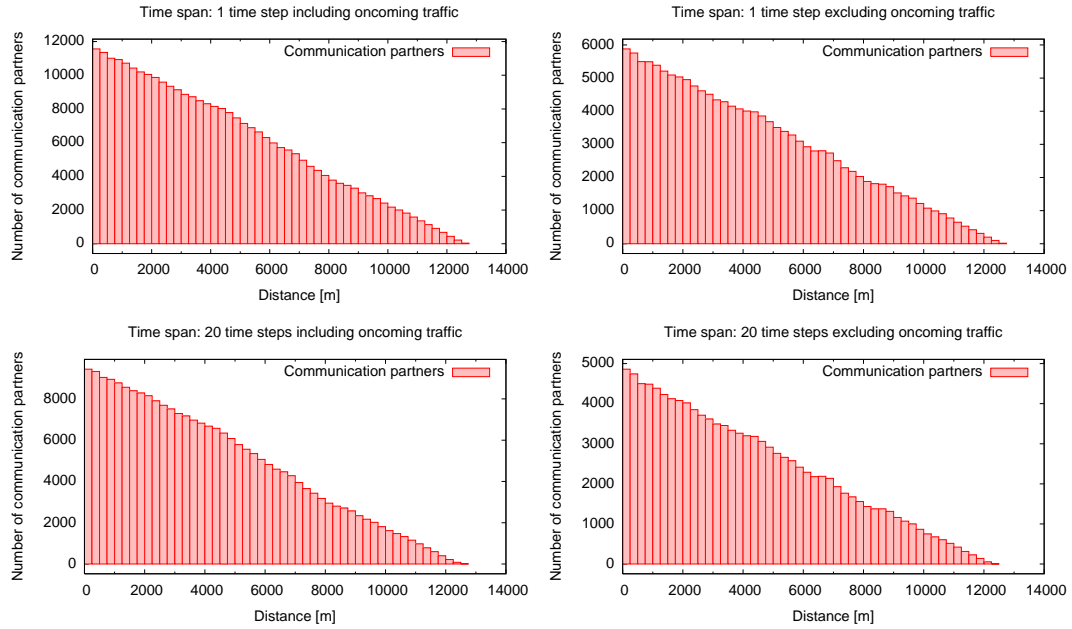 Time span: 1 time step including oncoming traffic
Number of communication partners
12000
10000
8000
6000
4000
2000
0
Communication partners
0 2000 4000 6000 8000 10000 12000 14000
Distance [m]
Time span: 1 time step excluding oncoming traffic
Number of communication partners
6000
5000
4000
3000
2000
1000
0
Communication partners
0 2000 4000 6000 8000 10000 12000 14000
Distance [m]
Time span: 20 time steps including oncoming traffic
Number of communication partners
8000
6000
4000
2000
0
Communication partners
0 2000 4000 6000 8000 10000 12000 14000
Distance [m]
Time span: 20 time steps excluding oncoming traffic
Number of communication partners
5000
4000
3000
2000
1000
0
Communication partners
0 2000 4000 6000 8000 10000 12000 14000
Distance [m]